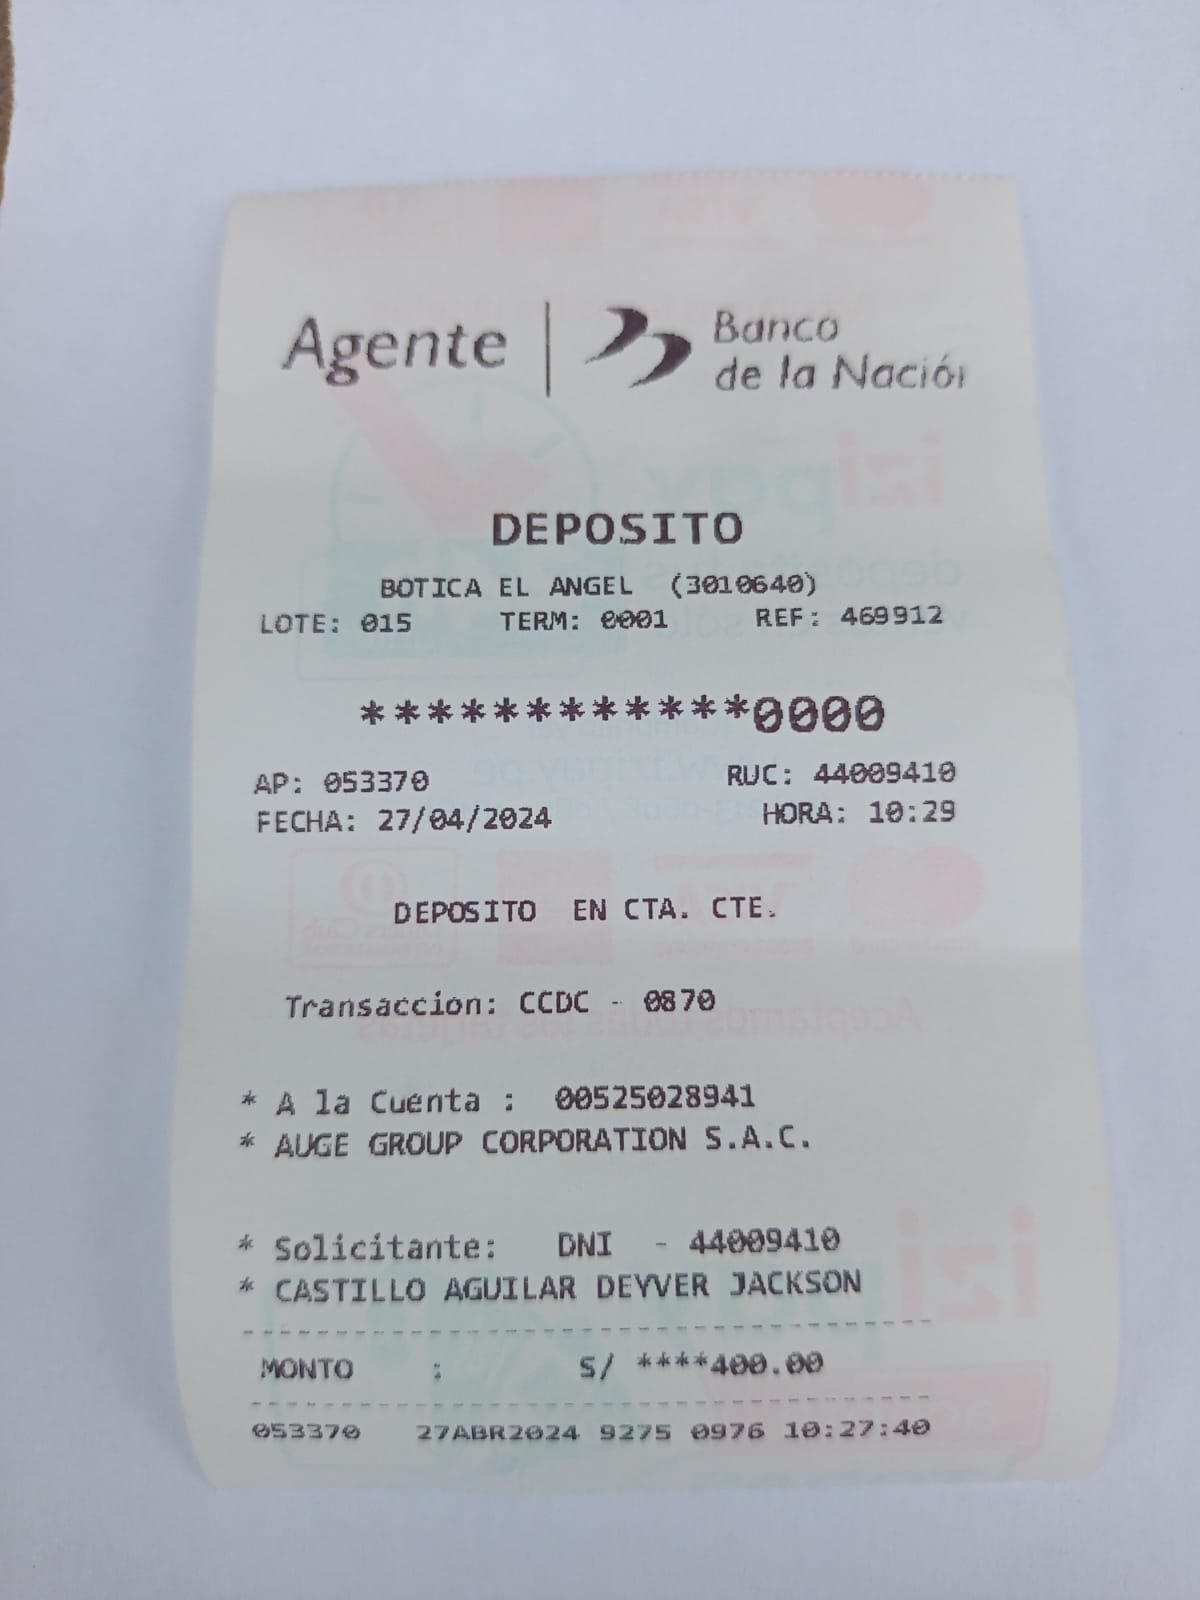 Agente | Banco
de la Nación
DEPOSITO
BOTICA EL ANGEL (3010640)
LOTE: 015 TERM: 0001 REF: 469912
************0000
AP: 053370 RUC: 44009410
FECHA: 27/04/2024 HORA: 10:29
DEPOSITO EN CTA. CTE.
Transaccion: CCDC - 0870
* A la Cuenta : 00525028941
* AUGE GROUP CORPORATION S.A.C.
* Solicitante: DNI - 44009410
* CASTILLO AGUILAR DEYVER JACKSON
MONTO : S/ ****400.00
053370 27ABR2024 9275 0976 10:27:40